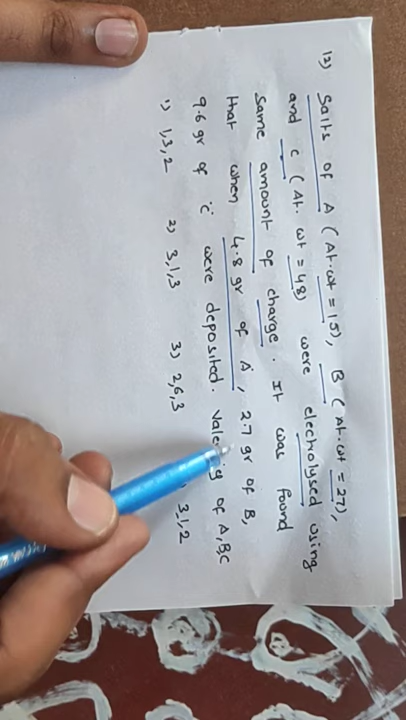 12) Salts of A (At.wt = 15), B (At.wt = 27),
and C (At. wt = 48) were electrolysed using
Same amount of charge. It was found
that when 4.8 gr of A, 2.7 gr of B,
9.6 gr of 'c' were deposited. of A,B,C
1) 1,3,2 2) 3,1,3 3) 2,6,3 3,1,2